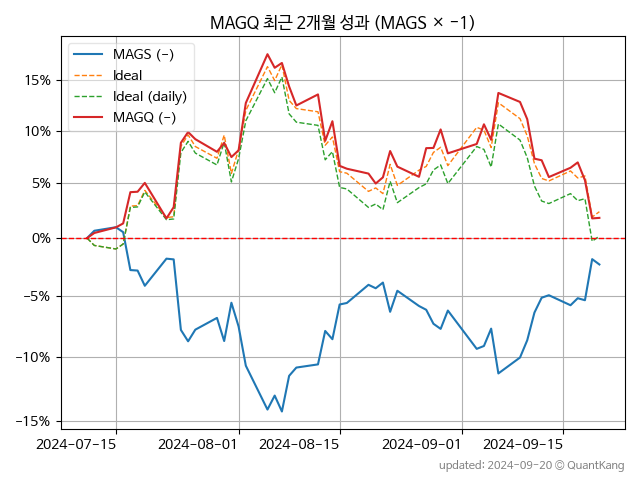 MAGQ 최근 2개월 성과 (MAGS × −1)
MAGS (−)
Ideal
Ideal (daily)
MAGQ (−)
15%
10%
5%
0%
−5%
−10%
−15%
2024-07-15 2024-08-01 2024-08-15 2024-09-01 2024-09-15
updated: 2024-09-20 © QuantKang